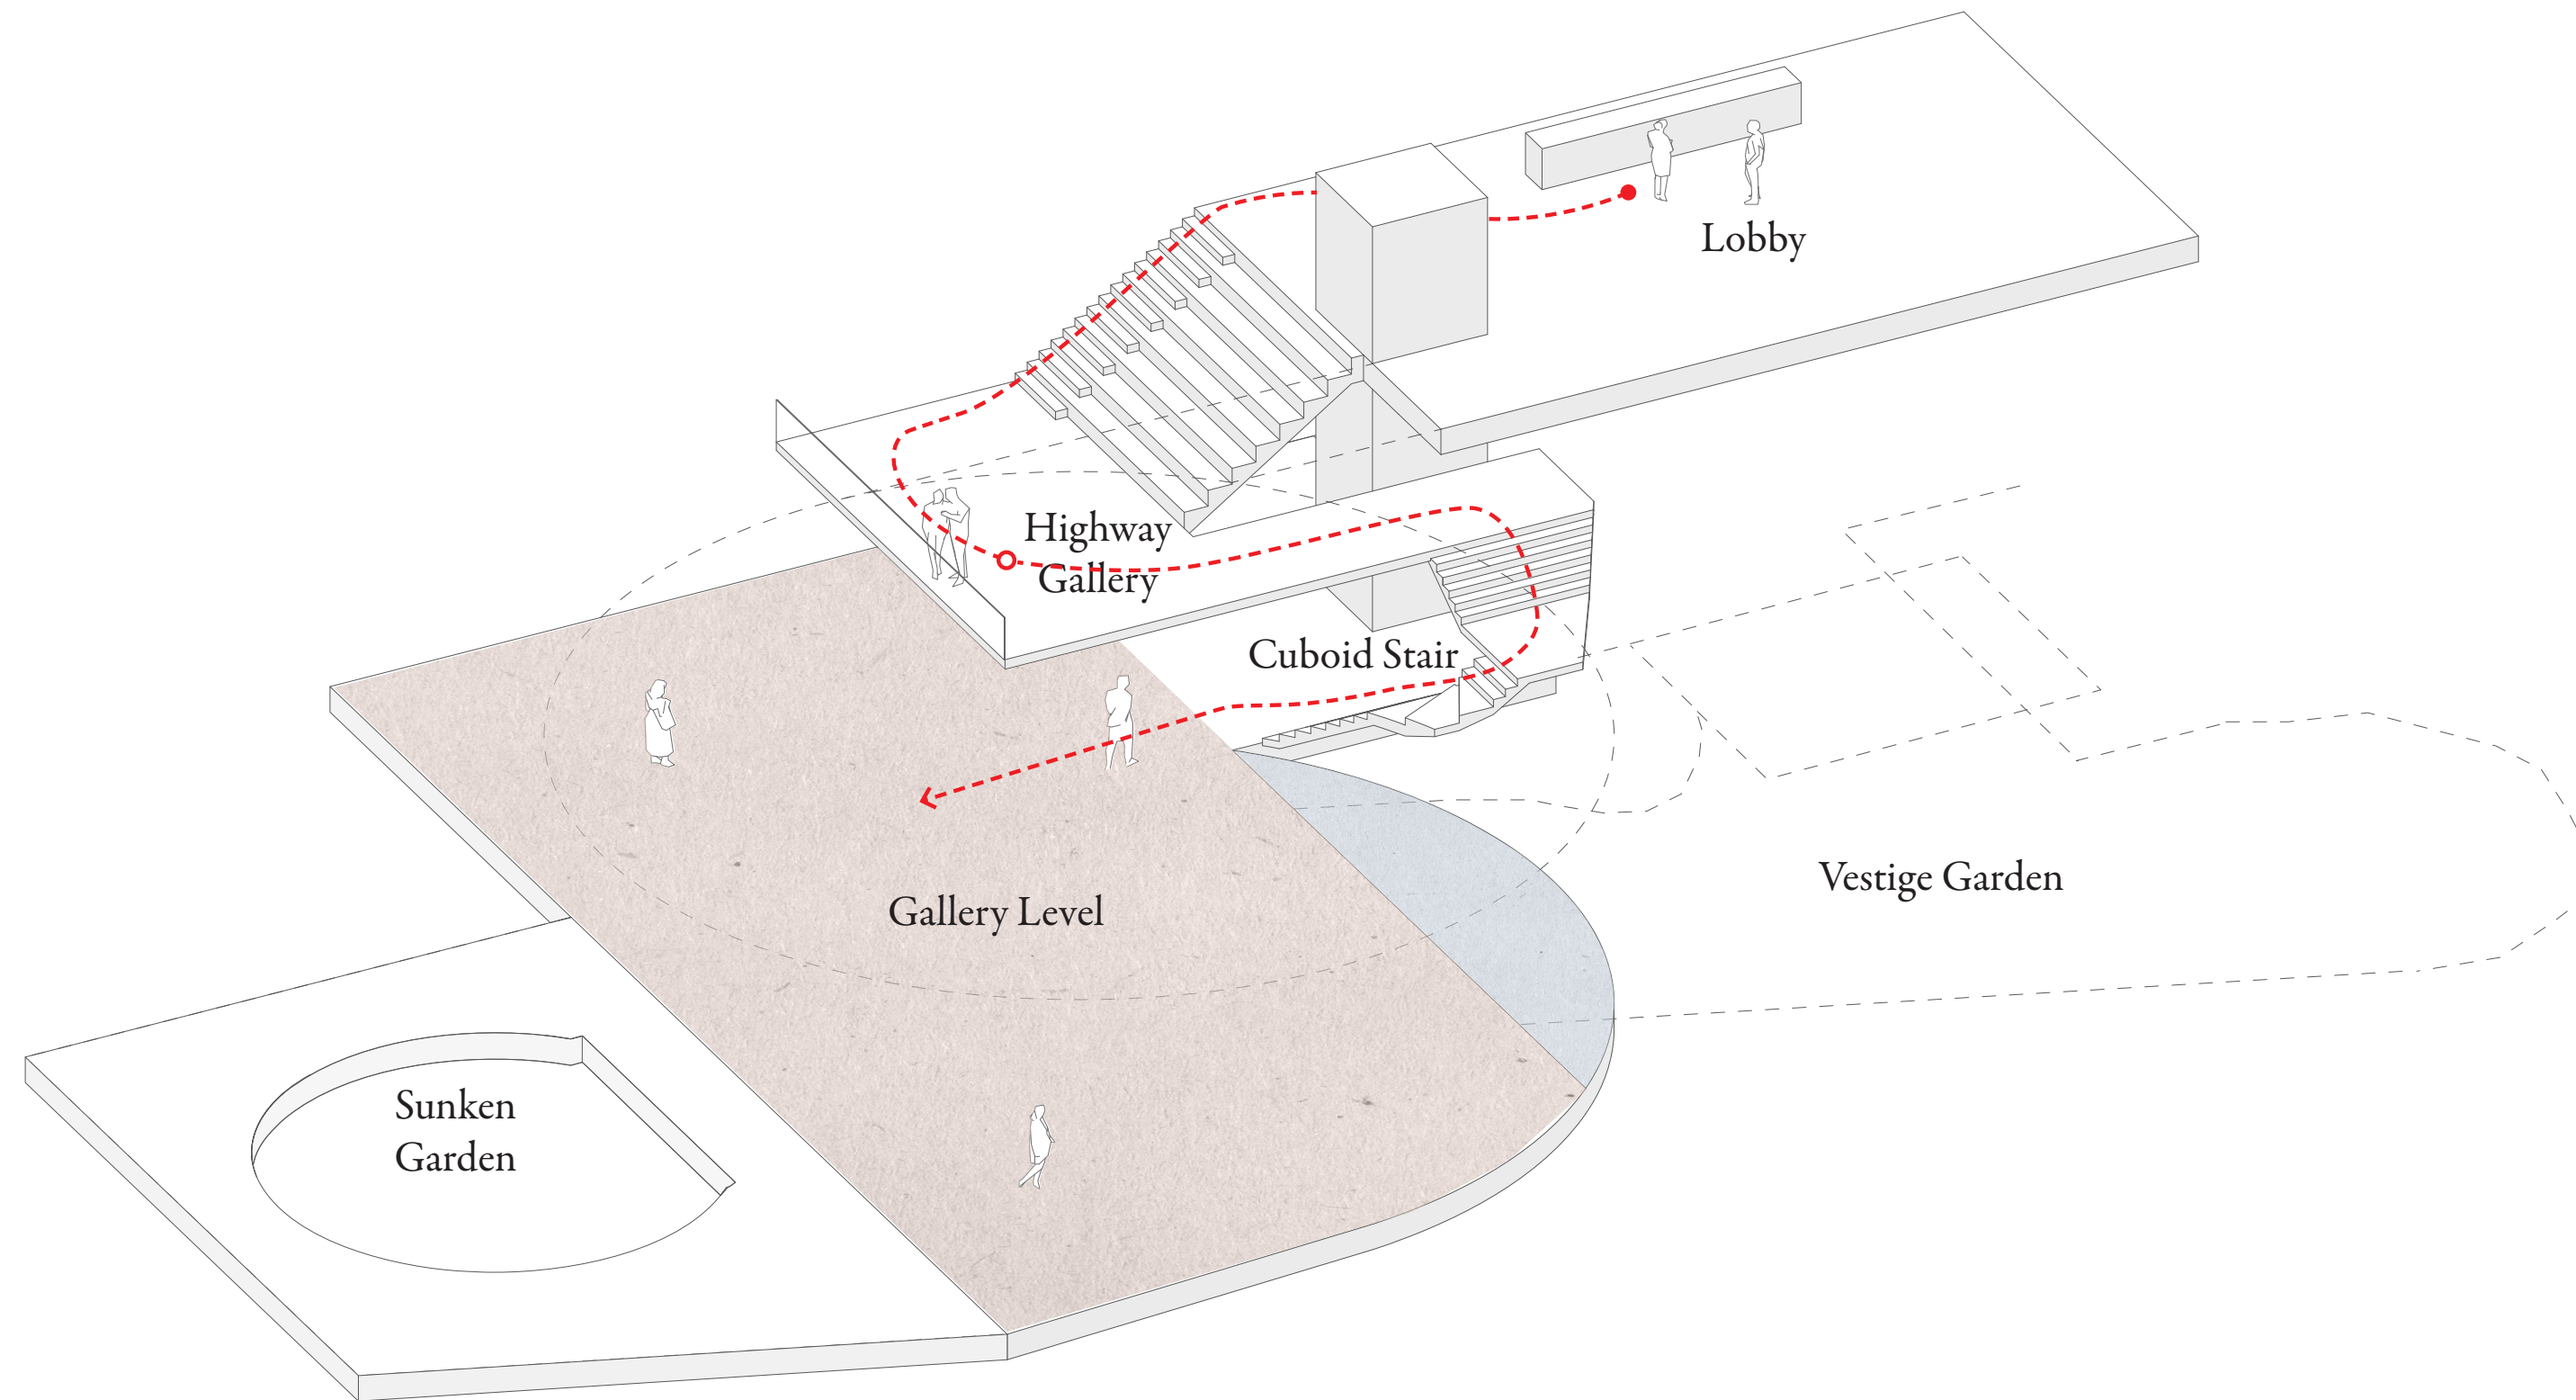 Lobby
Highway
Gallery
Cuboid Stair
Vestige Garden
Gallery Level
Sunken
Garden